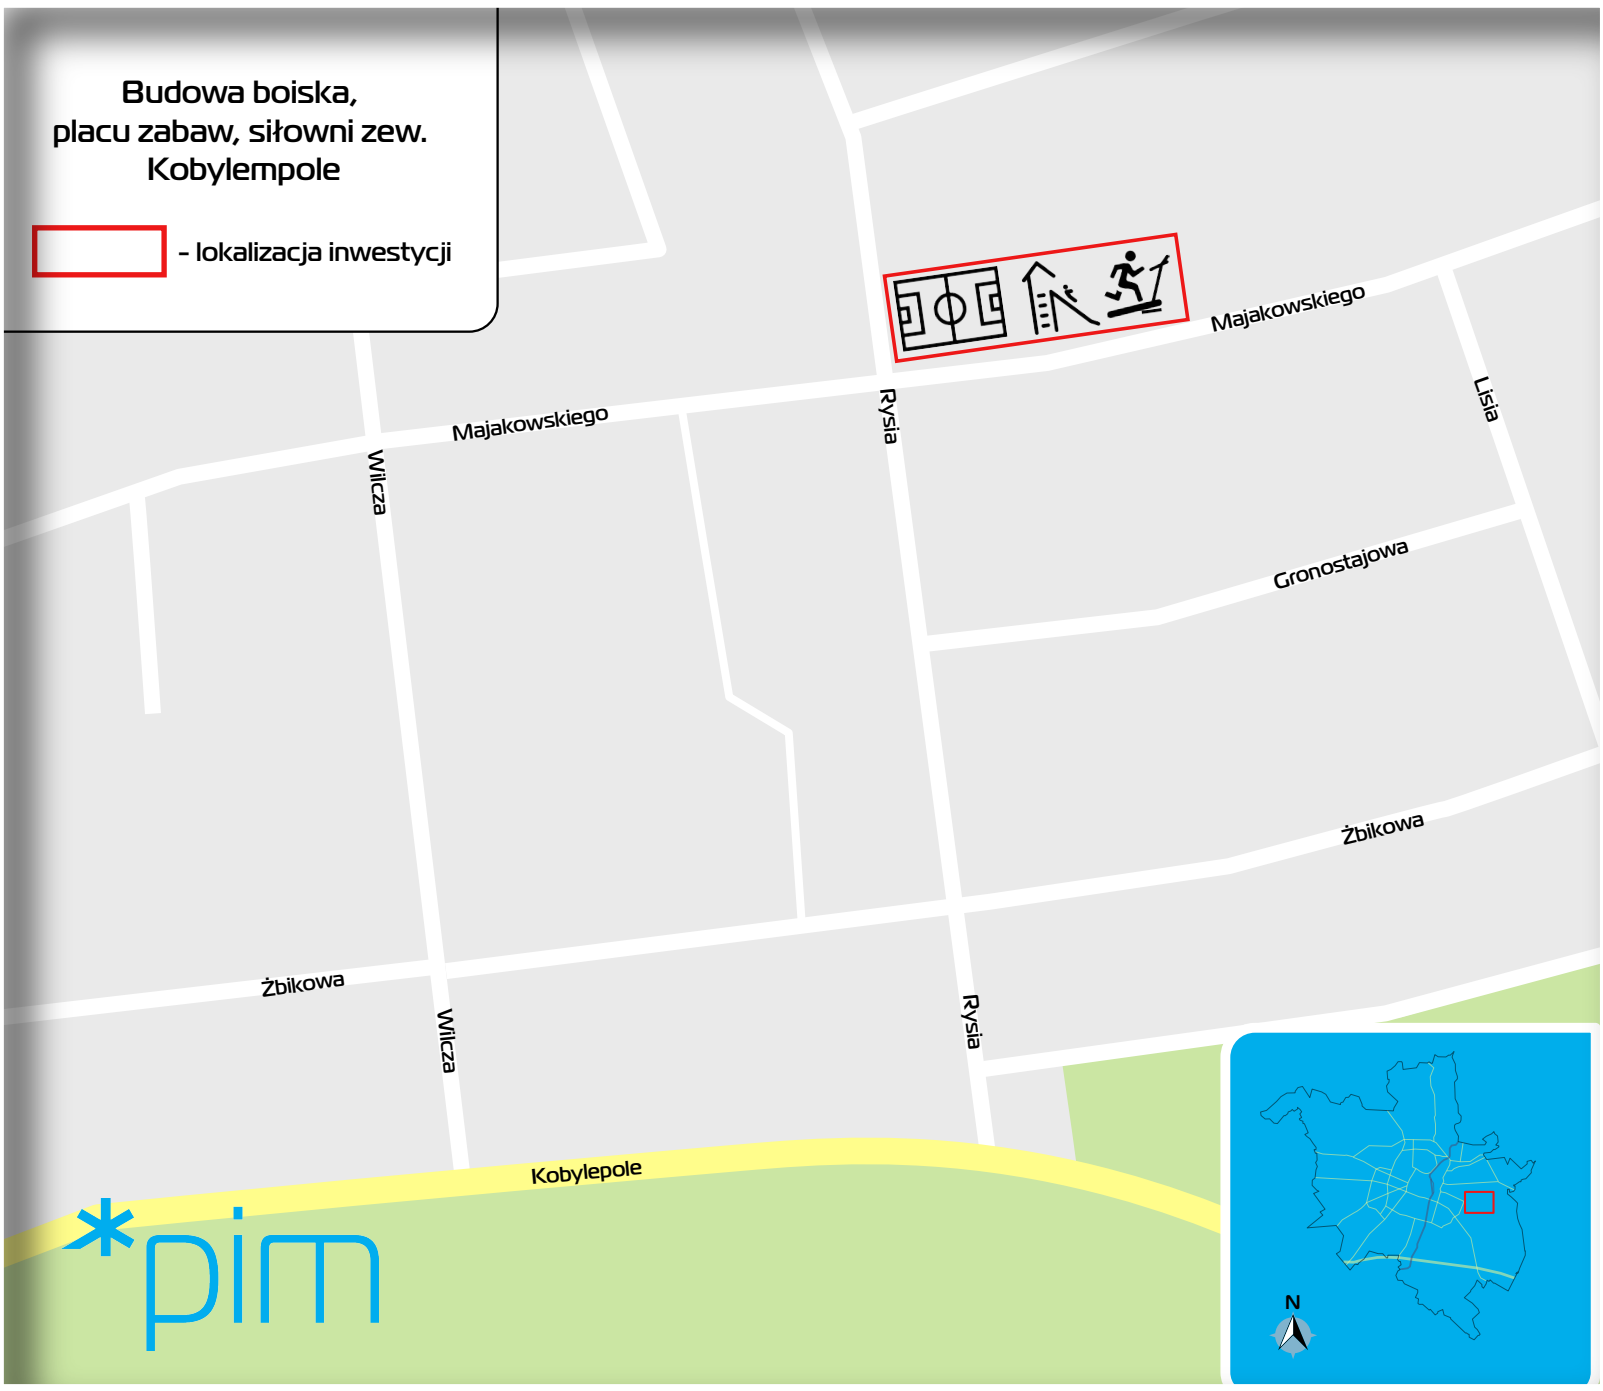 Budowa boiska,
placu zabaw, siłowni zew.
Kobylempole
- lokalizacja inwestycji
Majakowskiego
Lisia
Rysia
Majakowskiego
Wilcza
Gronostajowa
Żbikowa
Żbikowa
Rysia
Wilcza
Kobylepole
*pim
N